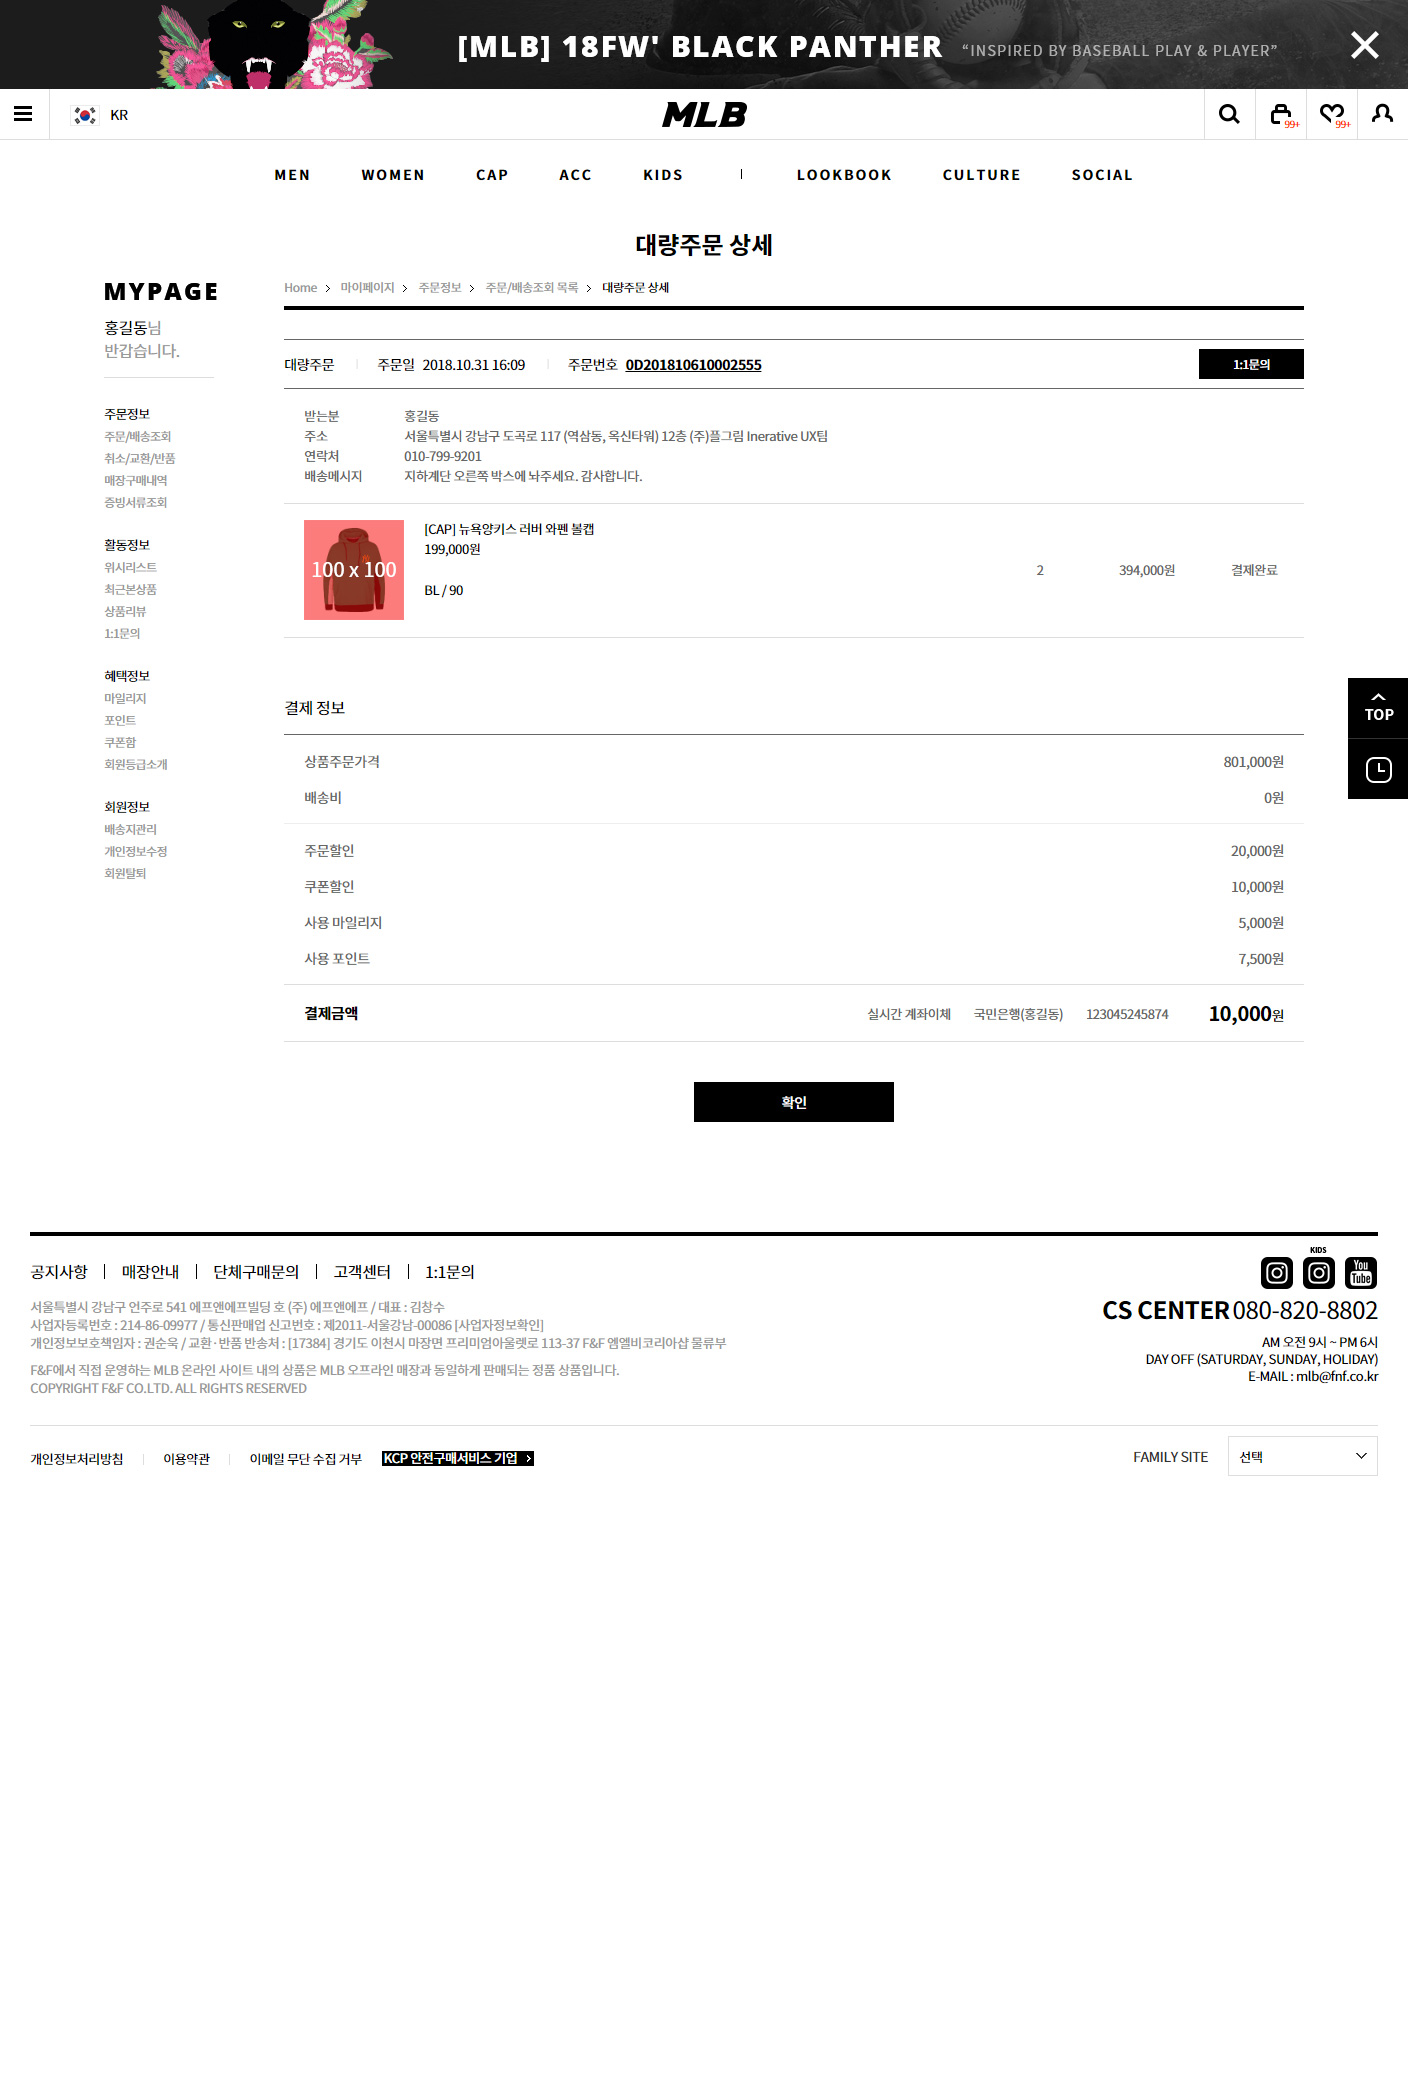 [MLB] 18FW' BLACK PANTHER “INSPIRED BY BASEBALL PLAY & PLAYER”
KR
MLB
99+
99+
MEN WOMEN CAP ACC KIDS | LOOKBOOK CULTURE SOCIAL
대량주문 상세
MYPAGE
홍길동님
반갑습니다.
주문정보
주문/배송조회
취소/교환/반품
매장구매내역
증빙서류조회
활동정보
위시리스트
최근본상품
상품리뷰
1:1문의
혜택정보
마일리지
포인트
쿠폰함
회원등급소개
회원정보
배송지관리
개인정보수정
회원탈퇴
Home > 마이페이지 > 주문정보 > 주문/배송조회 목록 > 대량주문 상세
대량주문 | 주문일 2018.10.31 16:09 | 주문번호 0D201810610002555
1:1문의
받는분 홍길동
주소 서울특별시 강남구 도곡로 117 (역삼동, 옥신타워) 12층 (주)플그림 Inerative UX팀
연락처 010-799-9201
배송메시지 지하계단 오른쪽 박스에 놔주세요. 감사합니다.
100 x 100
[CAP] 뉴욕양키스 러버 와펜 볼캡
199,000원
BL / 90
2 394,000원 결제완료
결제 정보
상품주문가격 801,000원
배송비 0원
주문할인 20,000원
쿠폰할인 10,000원
사용 마일리지 5,000원
사용 포인트 7,500원
결제금액 실시간 계좌이체 국민은행(홍길동) 123045245874 10,000원
확인
TOP
공지사항 | 매장안내 | 단체구매문의 | 고객센터 | 1:1문의
서울특별시 강남구 언주로 541 에프앤에프빌딩 호 (주) 에프앤에프 / 대표 : 김창수
사업자등록번호 : 214-86-09977 / 통신판매업 신고번호 : 제2011-서울강남-00086 [사업자정보확인]
개인정보보호책임자 : 권순욱 / 교환·반품 반송처 : [17384] 경기도 이천시 마장면 프리미엄아울렛로 113-37 F&F 엠엘비코리아샵 물류부
F&F에서 직접 운영하는 MLB 온라인 사이트 내의 상품은 MLB 오프라인 매장과 동일하게 판매되는 정품 상품입니다.
COPYRIGHT F&F CO.LTD. ALL RIGHTS RESERVED
KIDS
You Tube
CS CENTER 080-820-8802
AM 오전 9시 ~ PM 6시
DAY OFF (SATURDAY, SUNDAY, HOLIDAY)
E-MAIL : mlb@fnf.co.kr
개인정보처리방침 | 이용약관 | 이메일 무단 수집 거부 KCP 안전구매서비스 기업 >
FAMILY SITE 선택